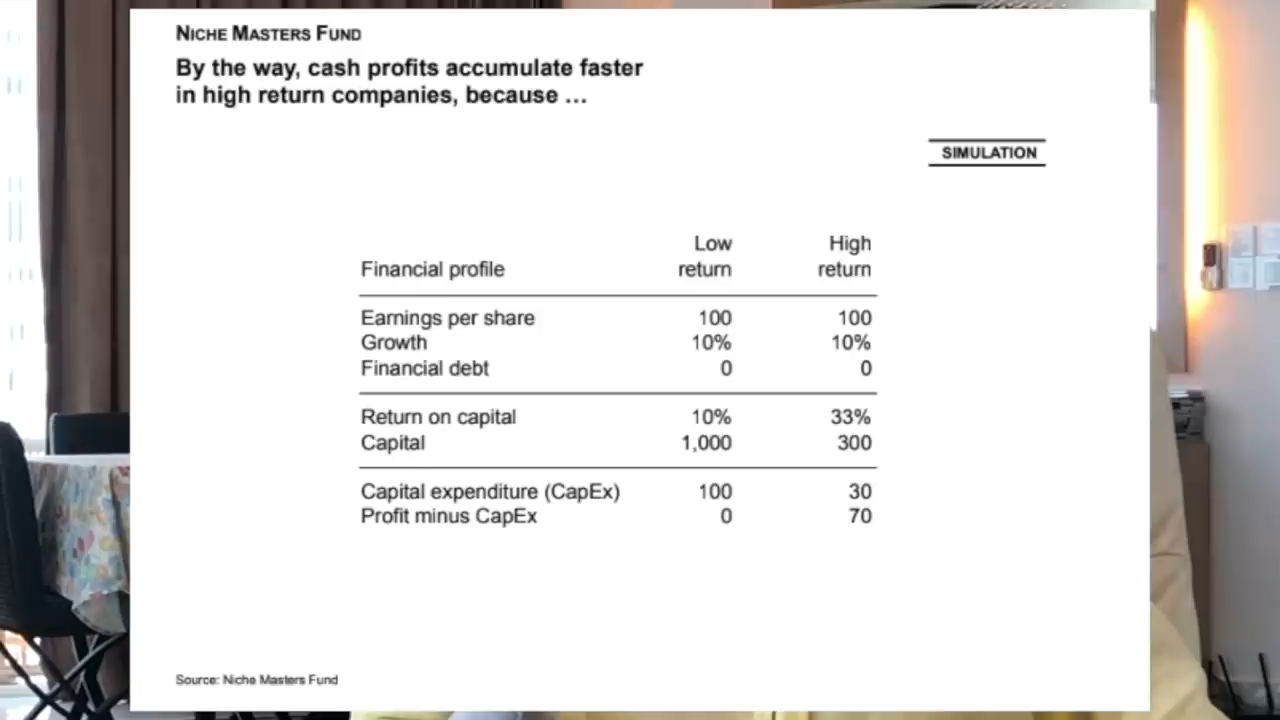 NICHE MASTERS FUND
By the way, cash profits accumulate faster
in high return companies, because …
SIMULATION
Low High
Financial profile return return
Earnings per share 100 100
Growth 10% 10%
Financial debt 0 0
Return on capital 10% 33%
Capital 1,000 300
Capital expenditure (CapEx) 100 30
Profit minus CapEx 0 70
Source: Niche Masters Fund